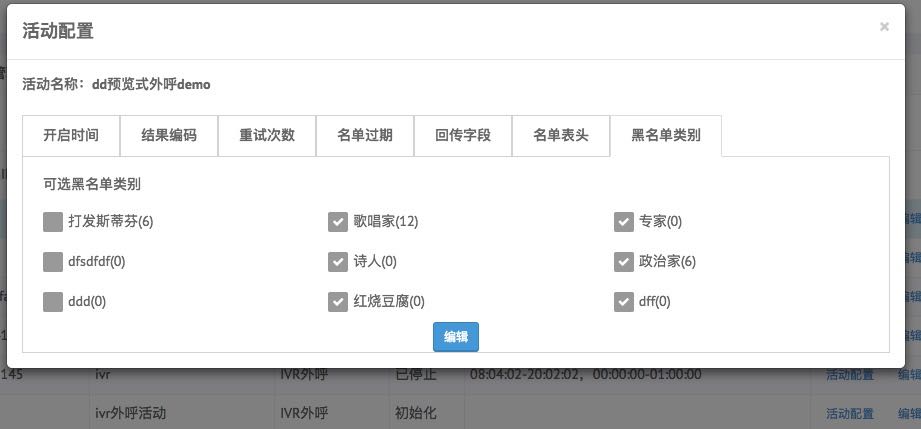 活动配置
×
活动名称：dd预览式外呼demo
开启时间 结果编码 重试次数 名单过期 回传字段 名单表头 黑名单类别
可选黑名单类别
打发斯蒂芬(6) 歌唱家(12) 专家(0)
编辑
dfsdfdf(0) 诗人(0) 政治家(6)
ddd(0) 红烧豆腐(0) dff(0)
编辑
编辑
编辑
145 ivr IVR外呼 已停止 08:04:02-20:02:02，00:00:00-01:00:00 活动配置 编辑
ivr外呼活动 IVR外呼 初始化 活动配置 编辑